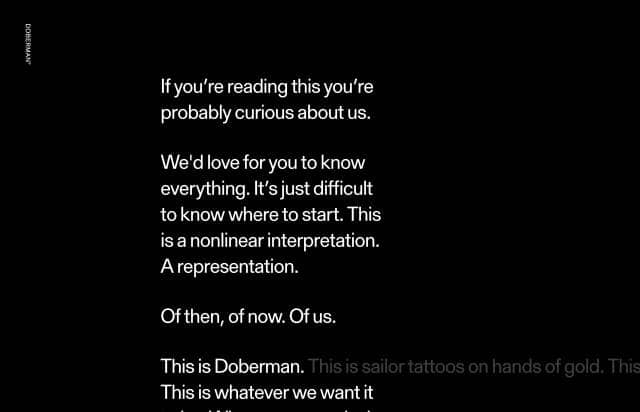 DOBERMAN
If you’re reading this you’re
probably curious about us.
We'd love for you to know
everything. It’s just difficult
to know where to start. This
is a nonlinear interpretation.
A representation.
Of then, of now. Of us.
This is Doberman. This is sailor tattoos on hands of gold. This
This is whatever we want it